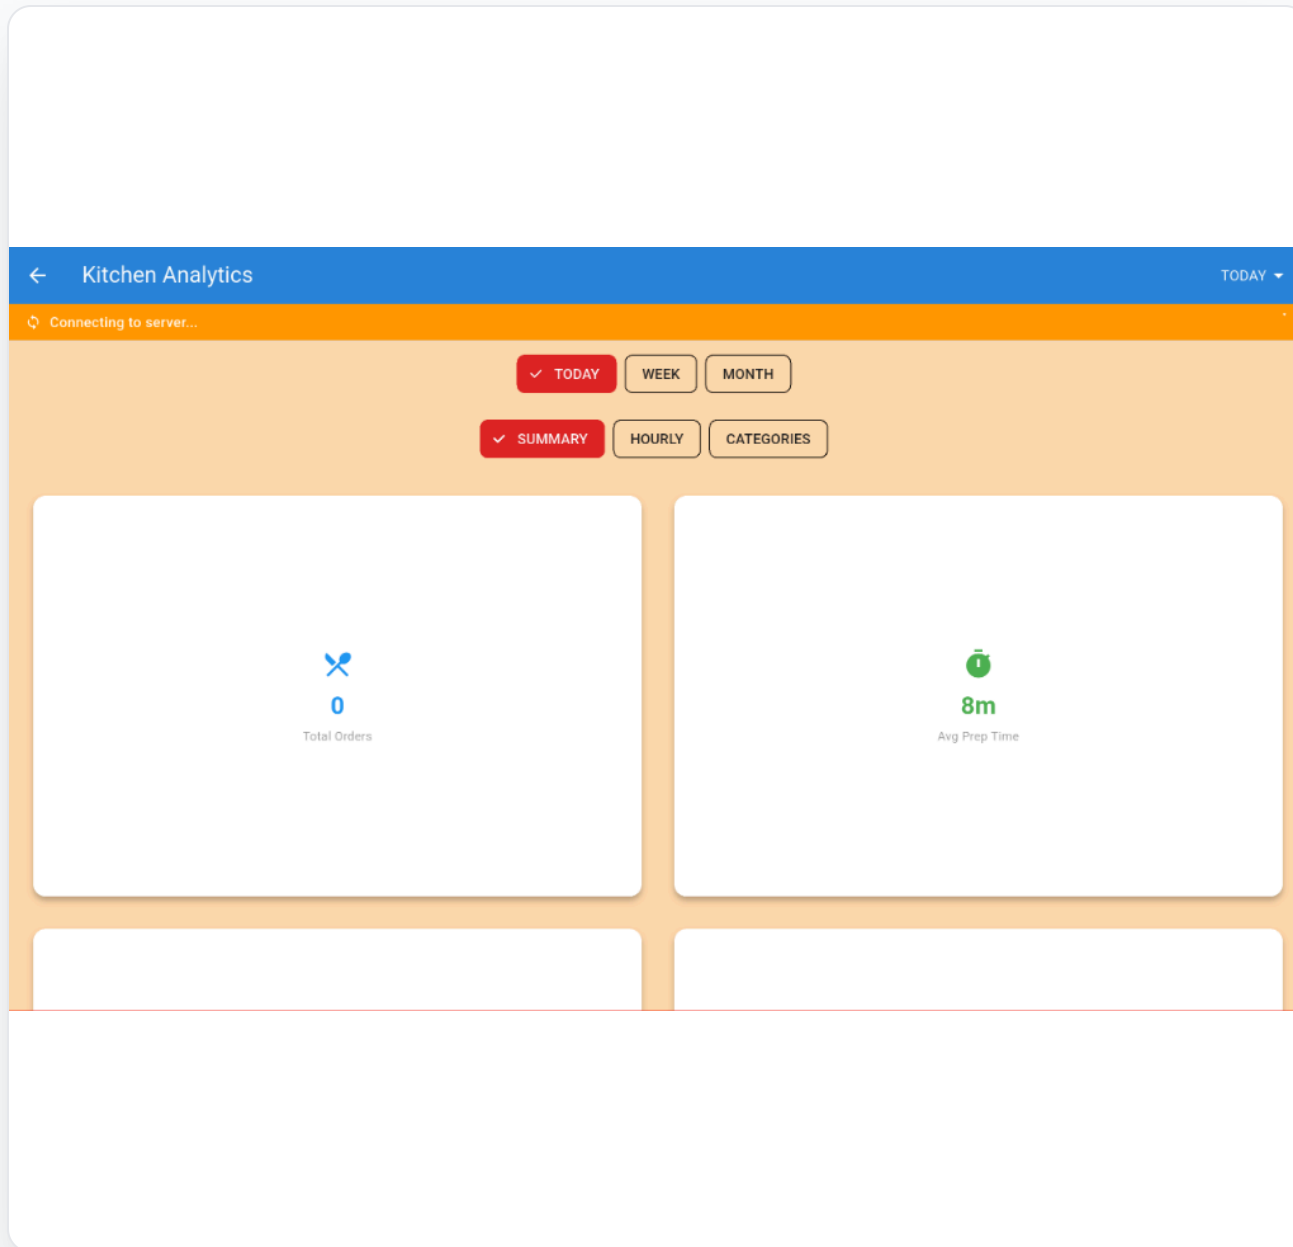 Kitchen Analytics TODAY
Connecting to server...
TODAY WEEK MONTH
SUMMARY HOURLY CATEGORIES
0
Total Orders
8m
Avg Prep Time